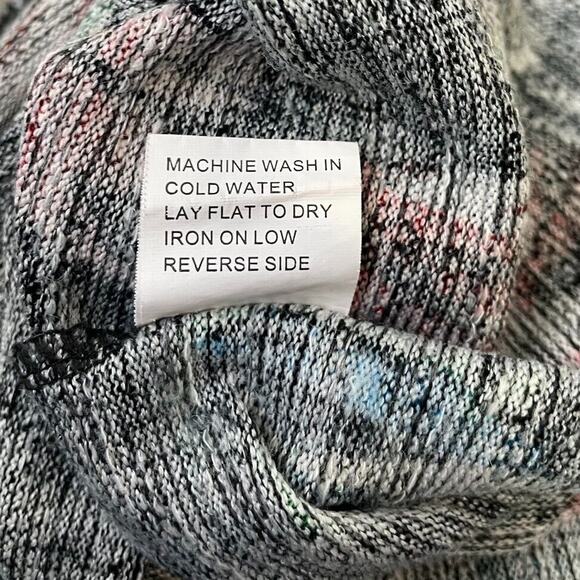 MACHINE WASH IN
COLD WATER
LAY FLAT TO DRY
IRON ON LOW
REVERSE SIDE